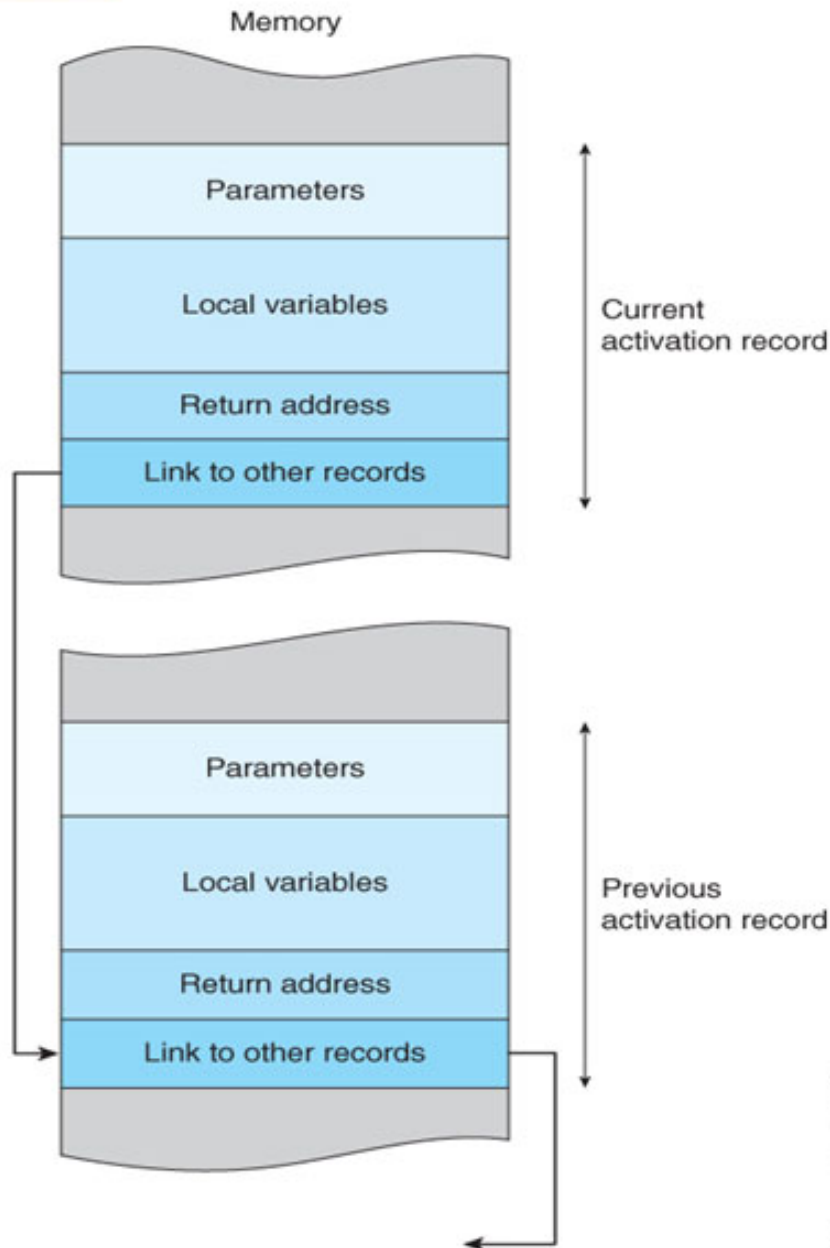 Memory
Parameters
Local variables
Current
activation record
Return address
Link to other records
Parameters
Local variables
Previous
activation record
Return address
Link to other records